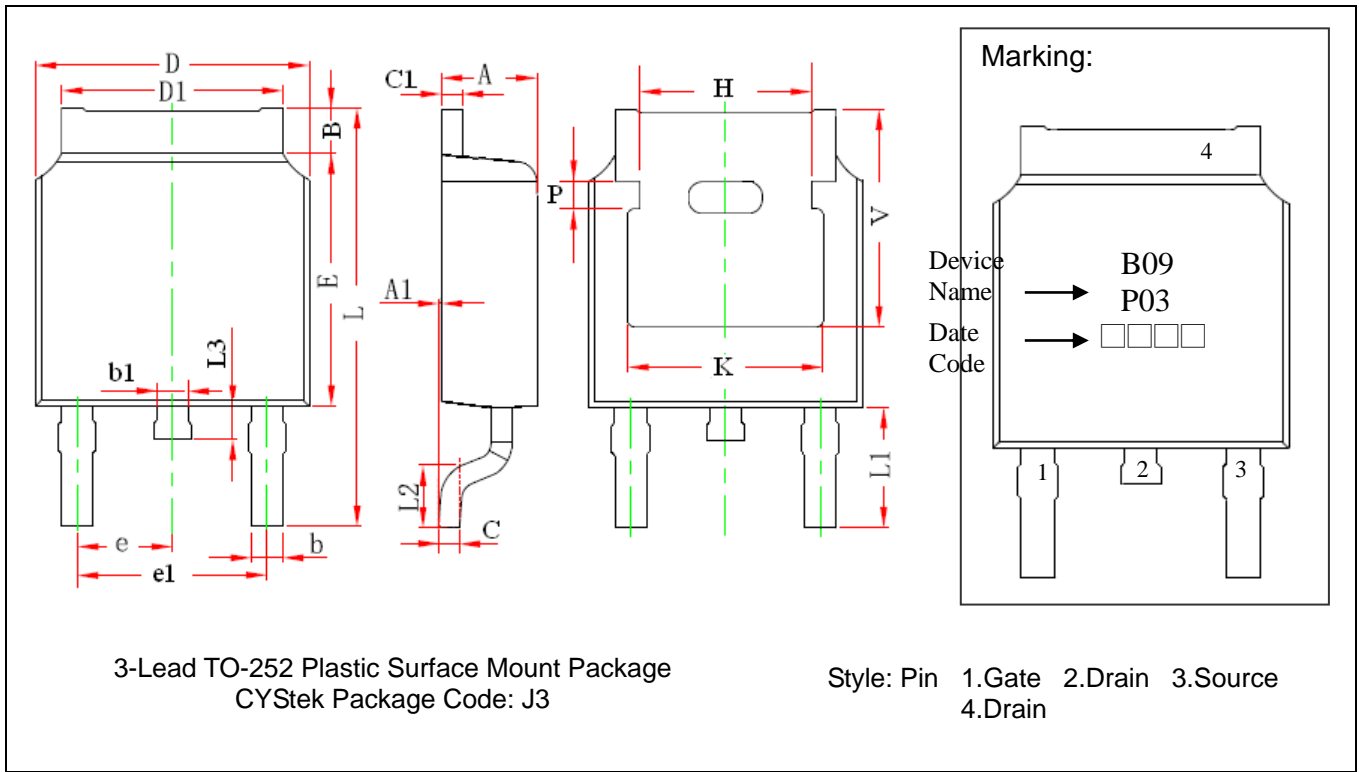 D
D1
B
E
L
L3
b1
e
e1
b
C1
A
A1
L2
C
H
P
V
K
L1
Marking:
4
Device
Name
B09
P03
Date
Code
□□□□
1
2
3
3-Lead TO-252 Plastic Surface Mount Package
CYStek Package Code: J3
Style: Pin 1.Gate 2.Drain 3.Source
4.Drain